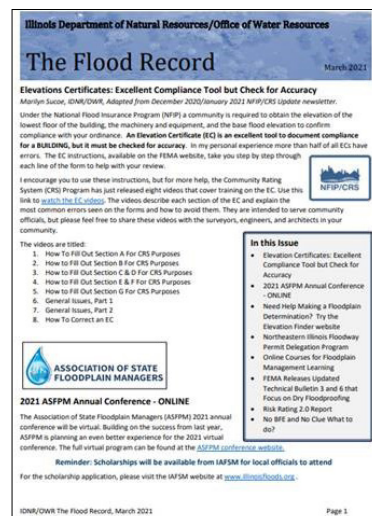 Illinois Department of Natural Resources/Office of Water Resources
The Flood Record
March 2021
Elevations Certificates: Excellent Compliance Tool but Check for Accuracy
Marilyn Sucoe, IDNR/OWR, Adapted from December 2020/January 2021 NFIP/CRS Update newsletter.
Under the National Flood Insurance Program (NFIP) a community is required to obtain the elevation of the
lowest floor of the building, the machinery and equipment, and the base flood elevation to confirm
compliance with your ordinance. An Elevation Certificate (EC) is an excellent tool to document compliance
for a BUILDING, but it must be checked for accuracy. In my personal experience more than half of all ECs have
errors. The EC instructions, available on the FEMA website, take you step by step through
each line of the form to help with your review.
NFIP/CRS
I encourage you to use these instructions, but for more help, the Community Rating
System (CRS) Program has just released eight videos that cover training on the EC. Use this
link to watch the EC videos. The videos describe each section of the EC and explain the
most common errors seen on the forms and how to avoid them. They are intended to serve community
officials, but please feel free to share these videos with the surveyors, engineers, and architects in your
community.
The videos are titled:
1. How To Fill Out Section A For CRS Purposes
2. How To Fill Out Section B For CRS Purposes
3. How To Fill Out Section C & D For CRS Purposes
4. How To Fill Out Section E & F For CRS Purposes
5. How To Fill Out Section G For CRS Purposes
6. General Issues, Part 1
7. General Issues, Part 2
8. How To Correct an EC
In this Issue
• Elevation Certificates: Excellent
Compliance Tool but Check for
Accuracy
• 2021 ASFPM Annual Conference
- ONLINE
• Need Help Making a Floodplain
Determination? Try the
Elevation Finder website
• Northeastern Illinois Floodway
Permit Delegation Program
• Online Courses for Floodplain
Management Learning
• FEMA Releases Updated
Technical Bulletin 3 and 6 that
Focus on Dry Floodproofing
• Risk Rating 2.0 Report
• No BFE and No Clue What to
do?
ASSOCIATION OF STATE
FLOODPLAIN MANAGERS
2021 ASFPM Annual Conference - ONLINE
The Association of State Floodplain Managers (ASFPM) 2021 annual
conference will be virtual. Building on the success from last year,
ASFPM is planning an even better experience for the 2021 virtual
conference. The full virtual program can be found at the ASFPM conference website.
Reminder: Scholarships will be available from IAFSM for local officials to attend
For the scholarship application, please visit the IAFSM website at www.illinoisfloods.org .
IDNR/OWR The Flood Record, March 2021
Page 1